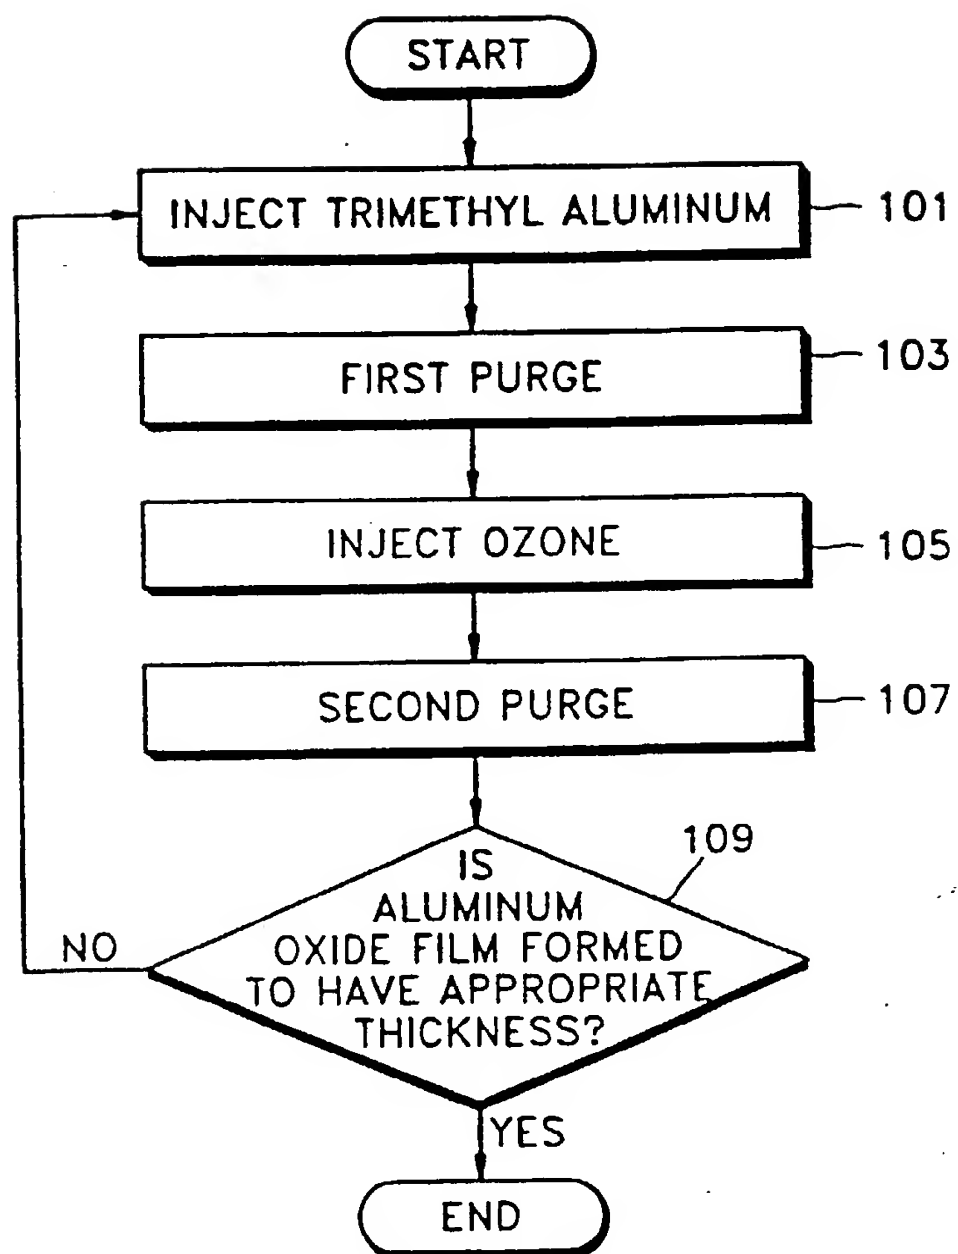 START
INJECT TRIMETHYL ALUMINUM
101
FIRST PURGE
103
INJECT OZONE
105
SECOND PURGE
107
109
IS
ALUMINUM
OXIDE FILM FORMED
TO HAVE APPROPRIATE
THICKNESS?
NO
YES
END